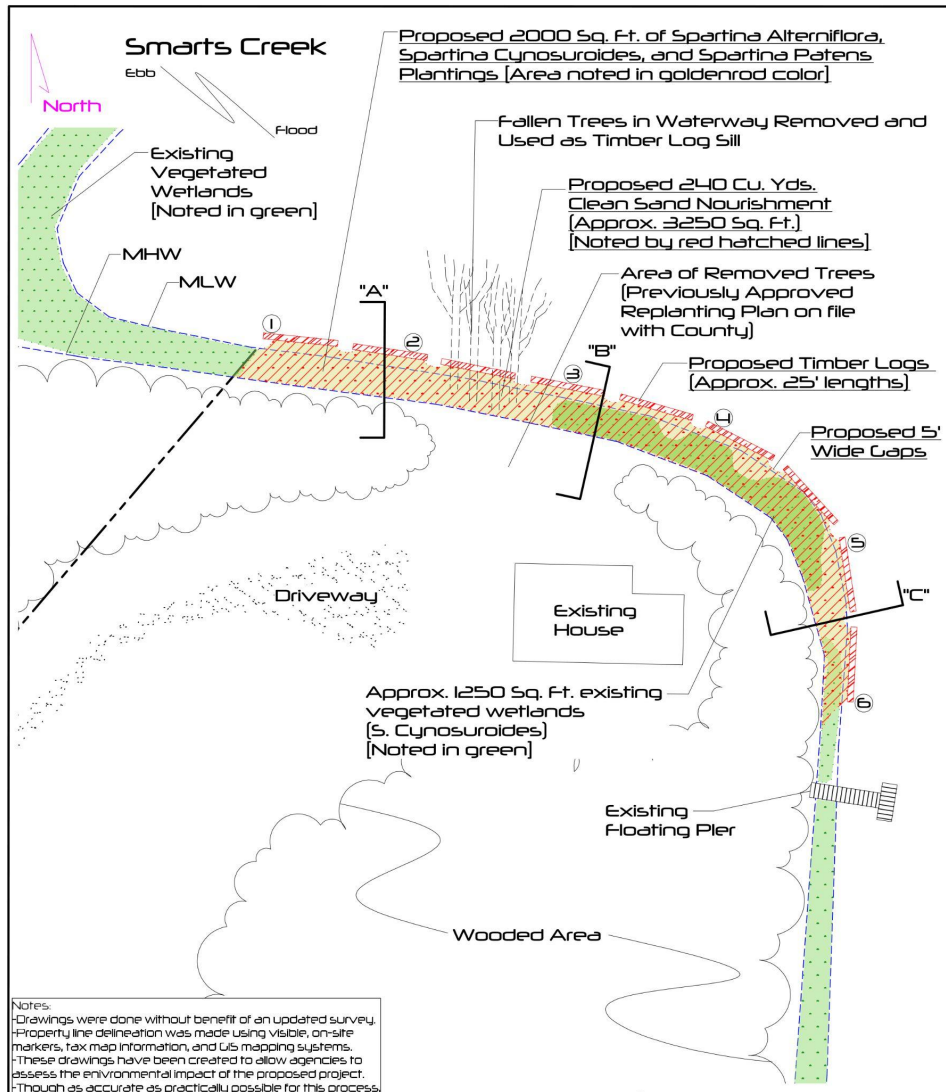 Smarts Creek
Ebb
Flood
North
Proposed 2000 Sq. Ft. of Spartina Alterniflora,
Spartina Cynosuroides, and Spartina Patens
Plantings (Area noted in goldenrod color)
Fallen Trees in Waterway Removed and
Used as Timber Log Sill
Existing
Vegetated
Wetlands
(Noted in green)
Proposed 240 Cu. Yds.
Clean Sand Nourishment
(Approx. 3250 Sq. Ft.)
(Noted by red hatched lines)
MHW
MLW
Area of Removed Trees
(Previously Approved
Replanting Plan on file
with County)
"A"
1
2
"B"
3
Proposed Timber Logs
(Approx. 25' lengths)
4
Proposed 5'
Wide Gaps
5
"C"
Driveway
Existing
House
6
Approx. 1250 Sq. Ft. existing
vegetated wetlands
(S. Cynosuroides)
(Noted in green)
Existing
Floating Pier
Wooded Area
Notes:
-Drawings were done without benefit of an updated survey.
-Property line delineation was made using visible, on-site
markers, tax map information, and GIS mapping systems.
-These drawings have been created to allow agencies to
assess the enivronmental impact of the proposed project.
-Though as accurate as practically possible for this process,